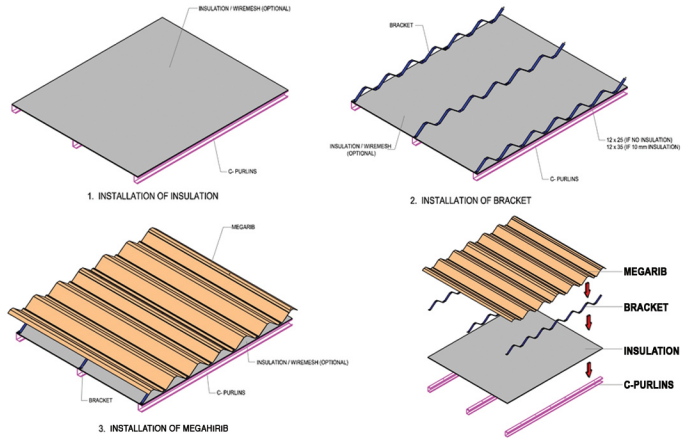 INSULATION / WIREMESH (OPTIONAL)
C- PURLINS
1. INSTALLATION OF INSULATION
BRACKET
INSULATION / WIREMESH
(OPTIONAL)
12 x 25 (IF NO INSULATION)
12 x 35 (IF 10 mm INSULATION)
C- PURLINS
2. INSTALLATION OF BRACKET
MEGARIB
INSULATION / WIREMESH (OPTIONAL)
C- PURLINS
BRACKET
3. INSTALLATION OF MEGAHIRIB
MEGARIB
BRACKET
INSULATION
C-PURLINS